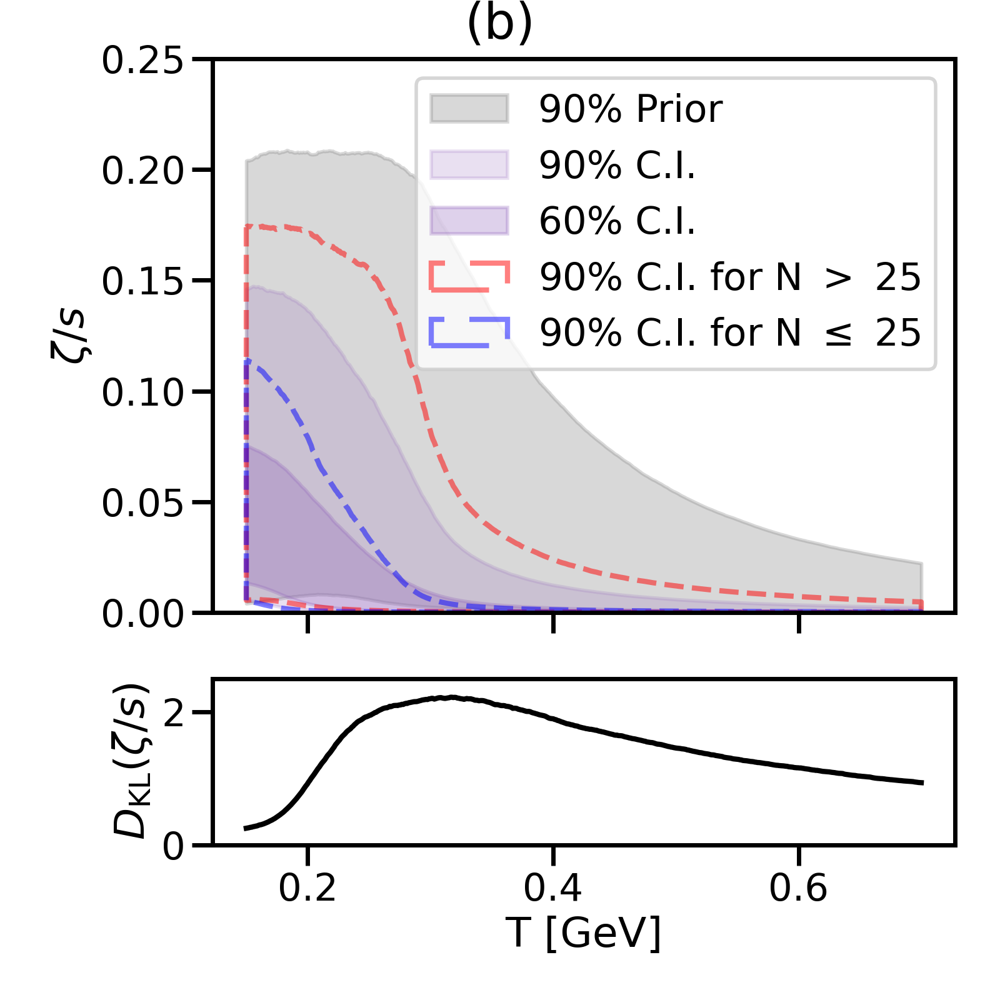 (b)
0.25
0.20
0.15
0.10
0.05
0.00
ζ/s
90% Prior
90% C.I.
60% C.I.
90% C.I. for N > 25
90% C.I. for N ≤ 25
D_KL(ζ/s)
2
0
0.2 0.4 0.6
T [GeV]